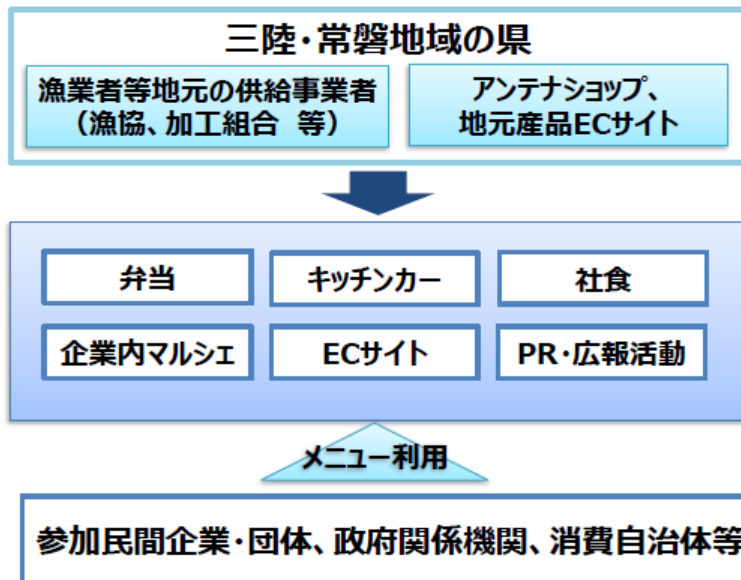 三陸・常磐地域の県
漁業者等地元の供給事業者
（漁協、加工組合 等）
アンテナショップ、
地元産品ECサイト
弁当
キッチンカー
社食
企業内マルシェ
ECサイト
PR・広報活動
メニュー利用
参加民間企業・団体、政府関係機関、消費自治体等